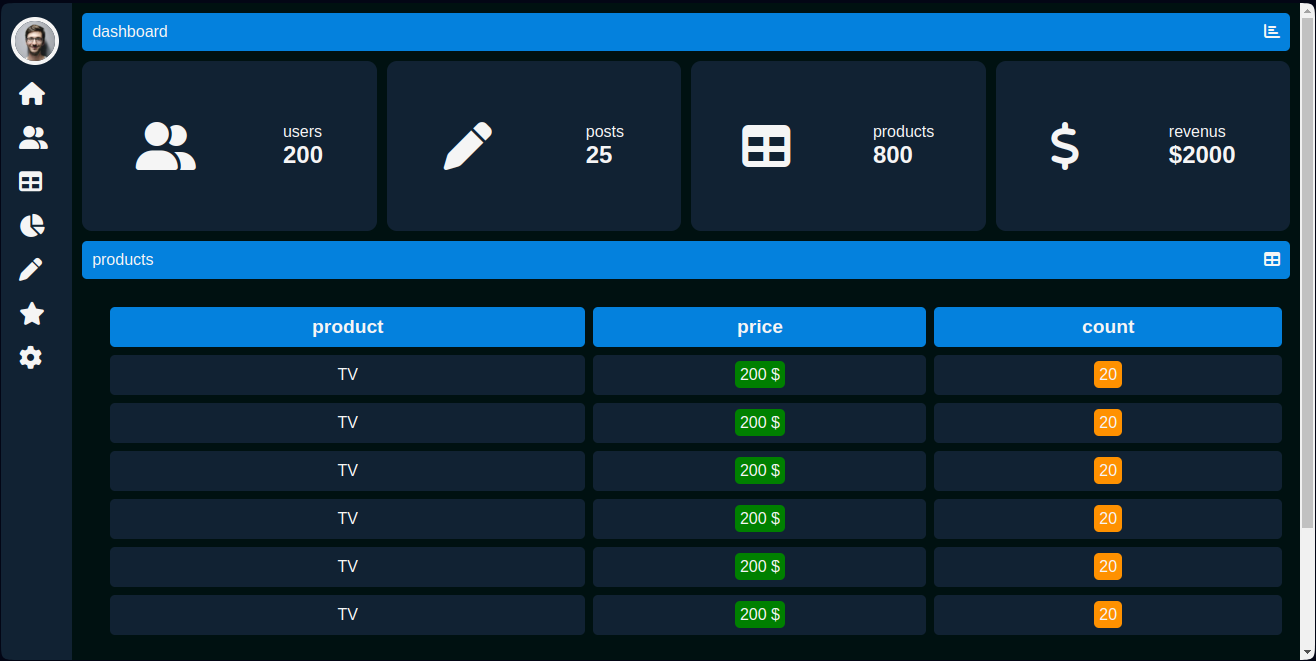 dashboard
users
200
posts
25
products
800
revenus
$2000
products
product price count
TV 200 $ 20
TV 200 $ 20
TV 200 $ 20
TV 200 $ 20
TV 200 $ 20
TV 200 $ 20